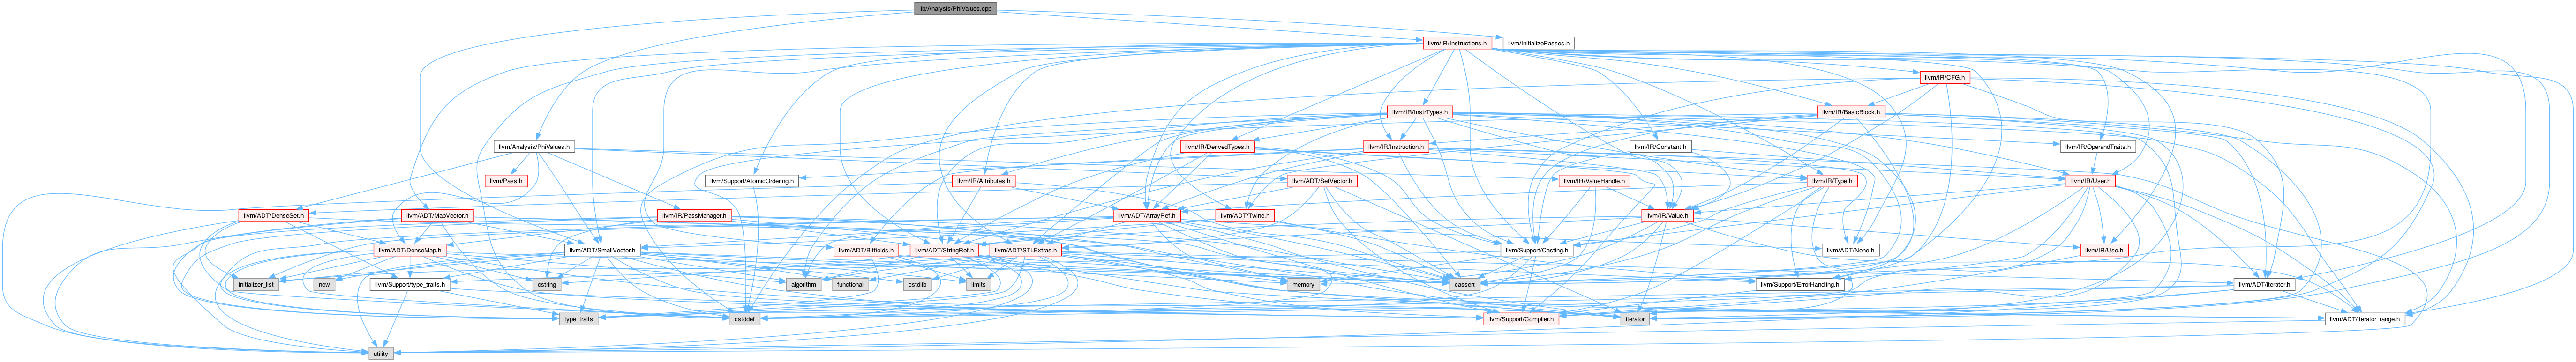 lib/Analysis/PhiValues.cpp
llvm/IR/Instructions.h
llvm/InitializePasses.h
llvm/IR/CFG.h
llvm/IR/InstrTypes.h
llvm/IR/BasicBlock.h
llvm/Analysis/PhiValues.h
llvm/IR/DerivedTypes.h
llvm/IR/Instruction.h
llvm/IR/Constant.h
llvm/IR/OperandTraits.h
llvm/Pass.h
llvm/Support/AtomicOrdering.h
llvm/IR/Attributes.h
llvm/ADT/SetVector.h
llvm/IR/ValueHandle.h
llvm/IR/Type.h
llvm/IR/User.h
llvm/ADT/DenseSet.h
llvm/ADT/MapVector.h
llvm/IR/PassManager.h
llvm/ADT/ArrayRef.h
llvm/ADT/Twine.h
llvm/IR/Value.h
llvm/ADT/DenseMap.h
llvm/ADT/SmallVector.h
llvm/ADT/Bitfields.h
llvm/ADT/StringRef.h
llvm/ADT/STLExtras.h
llvm/Support/Casting.h
llvm/ADT/None.h
llvm/IR/Use.h
initializer_list
new
llvm/Support/type_traits.h
cstring
algorithm
functional
cstdlib
limits
memory
cassert
llvm/Support/ErrorHandling.h
llvm/ADT/iterator.h
type_traits
cstddef
llvm/Support/Compiler.h
iterator
llvm/ADT/iterator_range.h
utility